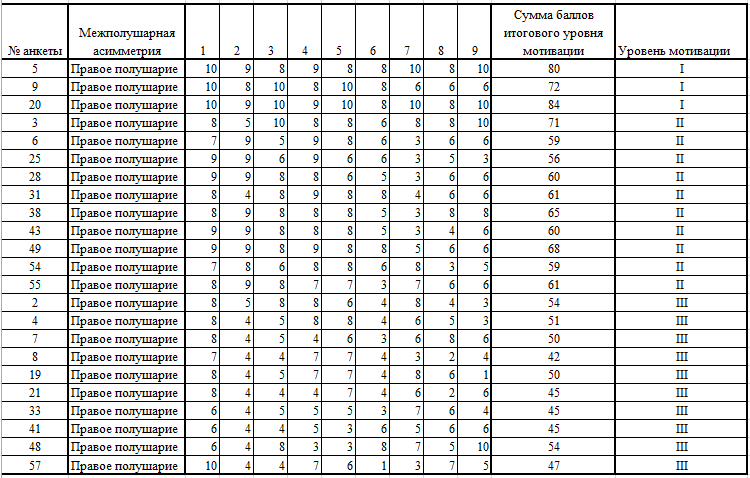 № анкеты Межполушарная асимметрия 1 2 3 4 5 6 7 8 9 Сумма баллов итогового уровня мотивации Уровень мотивации
5 Правое полушарие 10 9 8 9 8 8 10 8 10 80 I
9 Правое полушарие 10 8 10 8 10 8 6 6 6 72 I
20 Правое полушарие 10 9 10 9 10 8 10 8 10 84 I
3 Правое полушарие 8 5 10 8 8 6 8 8 10 71 II
6 Правое полушарие 7 9 5 9 8 6 3 6 6 59 II
25 Правое полушарие 9 9 6 9 6 6 3 5 3 56 II
28 Правое полушарие 9 9 8 8 6 5 3 6 6 60 II
31 Правое полушарие 8 4 8 9 8 8 4 6 6 61 II
38 Правое полушарие 8 9 8 8 8 5 3 8 8 65 II
43 Правое полушарие 9 9 8 8 8 5 3 4 6 60 II
49 Правое полушарие 9 9 8 9 8 8 5 6 6 68 II
54 Правое полушарие 7 8 6 8 8 6 8 3 5 59 II
55 Правое полушарие 8 9 8 7 7 3 7 6 6 61 II
2 Правое полушарие 8 5 8 8 6 4 8 4 3 54 III
4 Правое полушарие 8 4 5 8 8 4 6 5 3 51 III
7 Правое полушарие 8 4 5 4 6 3 6 8 6 50 III
8 Правое полушарие 7 4 4 7 7 4 3 2 4 42 III
19 Правое полушарие 8 4 5 7 7 4 8 6 1 50 III
21 Правое полушарие 8 4 4 4 7 4 6 2 6 45 III
33 Правое полушарие 6 4 5 5 5 3 7 6 4 45 III
41 Правое полушарие 6 4 4 5 3 6 5 6 6 45 III
48 Правое полушарие 6 4 8 3 3 8 7 5 10 54 III
57 Правое полушарие 10 4 4 7 6 1 3 7 5 47 III